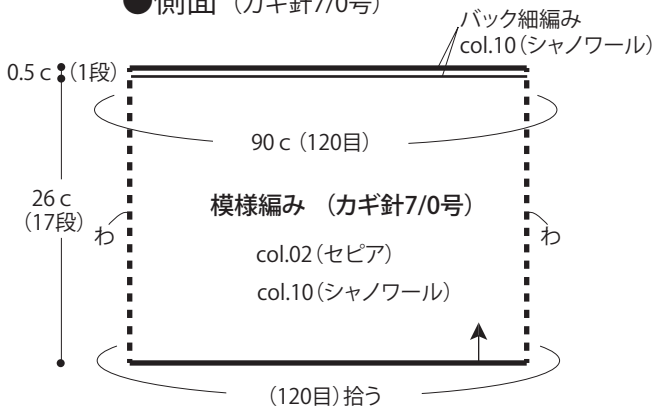 ●側面（カギ針7/0号）
バック細編み
col.10（シャノワール）
0.5 c（1段）
90 c（120目）
26 c
（17段）
模様編み （カギ針7/0号）
わ
わ
col.02（セピア）
col.10（シャノワール）
（120目）拾う